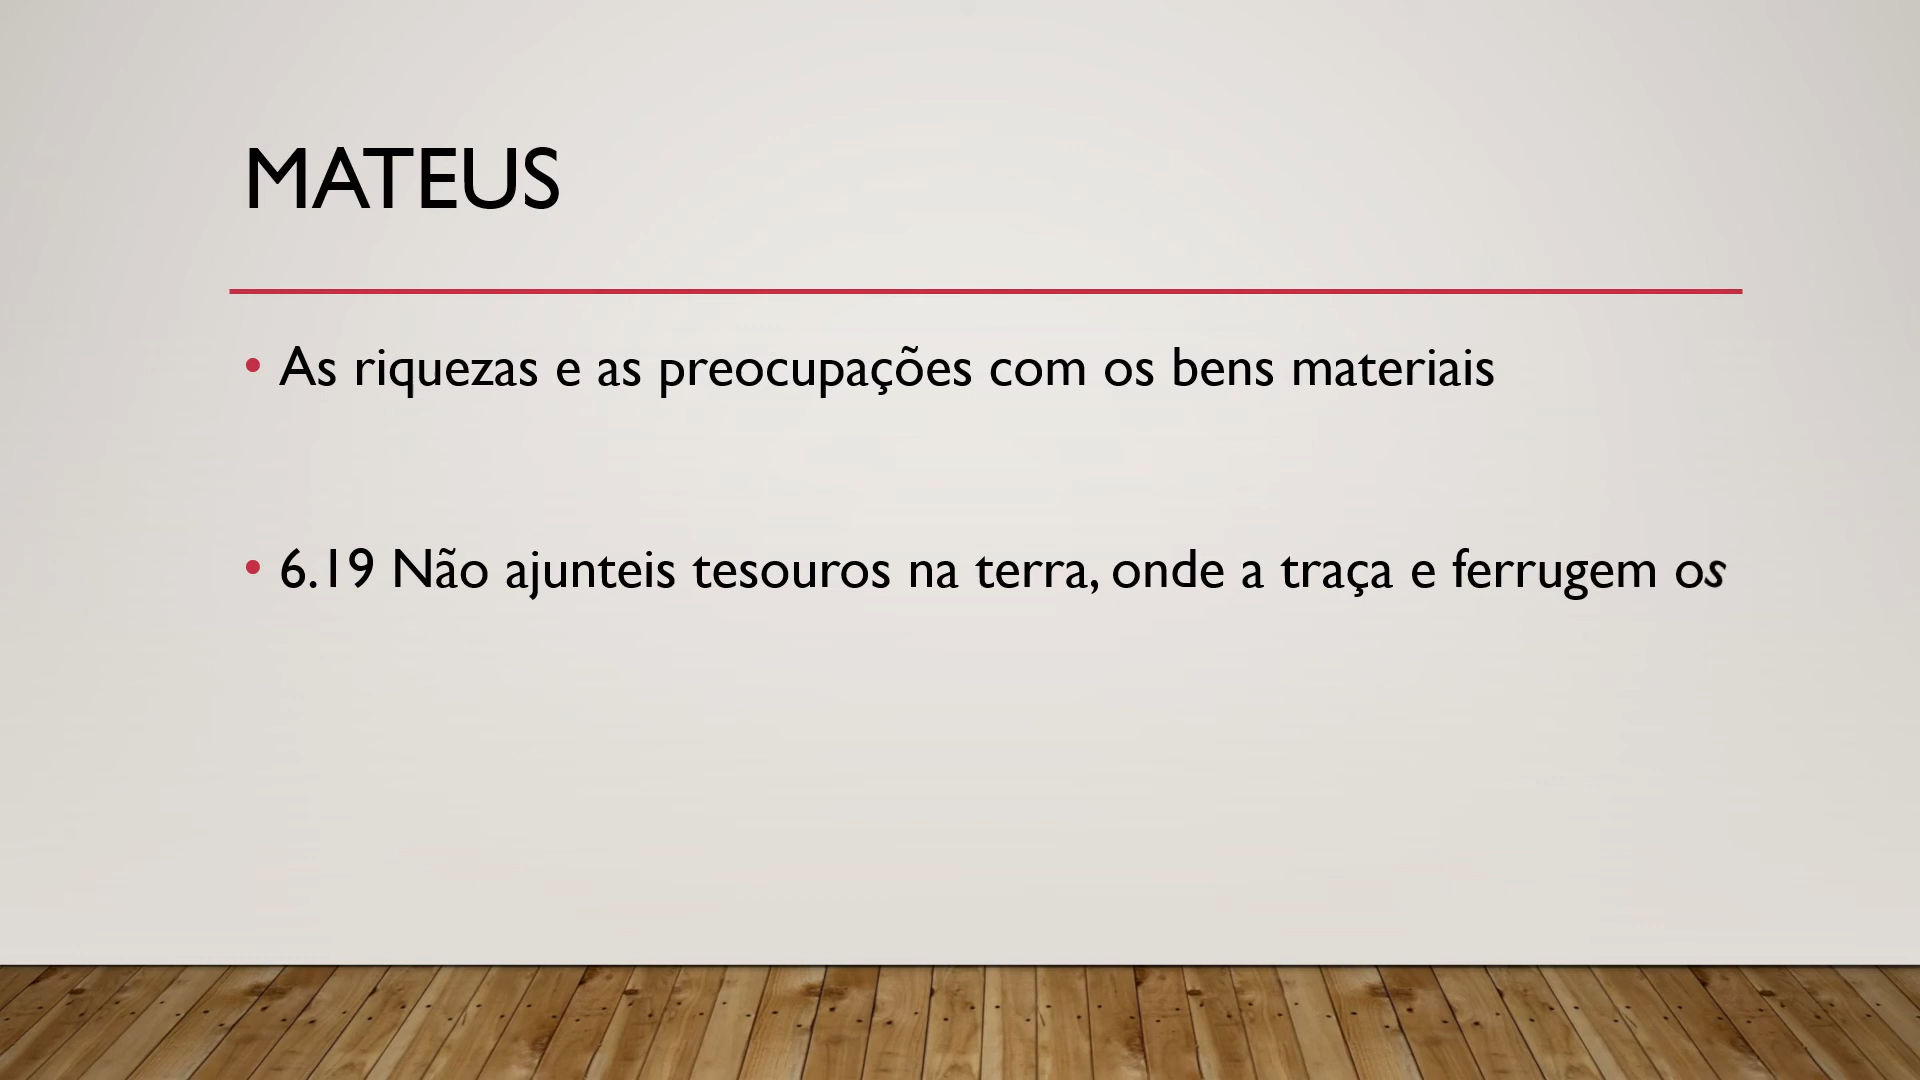 MATEUS
As riquezas e as preocupações com os bens materiais
6.19 Não ajunteis tesouros na terra, onde a traça e ferrugem os